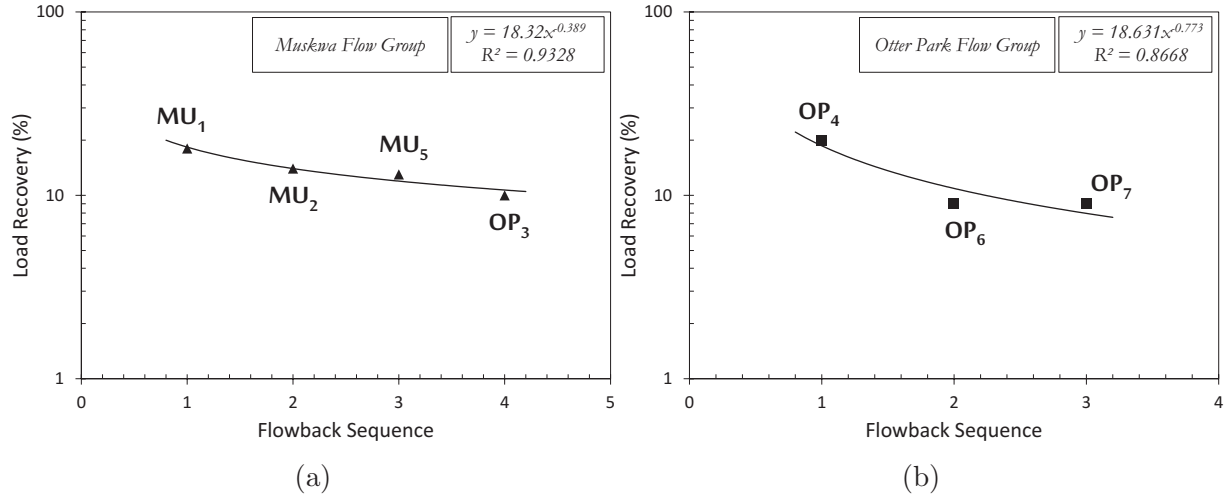 Muskwa Flow Group
y = 18.32x^-0.389
R² = 0.9328
100
10
1
Load Recovery (%)
MU₁
MU₂
MU₅
OP₃
0 1 2 3 4 5
Flowback Sequence
(a)
Otter Park Flow Group
y = 18.631x^-0.773
R² = 0.8668
100
10
1
Load Recovery (%)
OP₄
OP₆
OP₇
0 1 2 3 4
Flowback Sequence
(b)